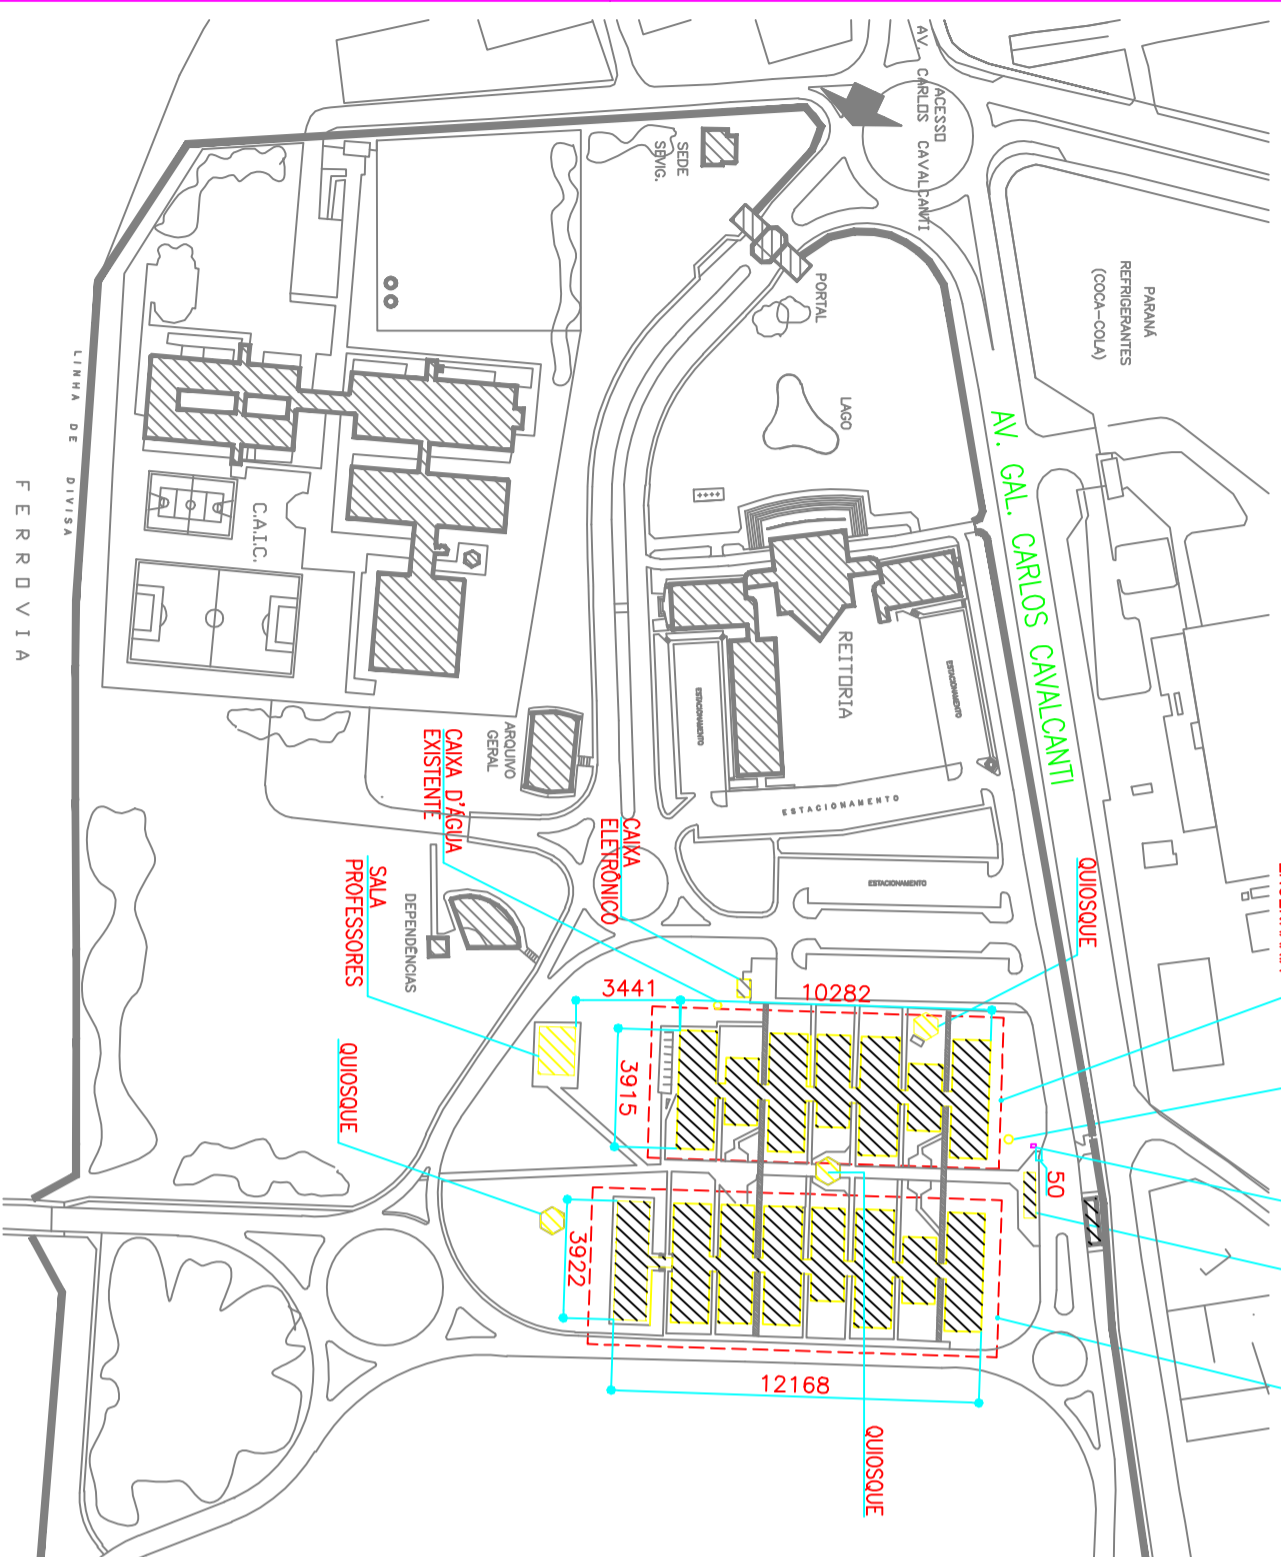 AV. CARLOS CAVALCANTI
ACESSO
SEDE
SEVIG.
PORTAL
PARANÁ
REFRIGERANTES
(COCA-COLA)
LAGO
AV. GAL. CARLOS CAVALCANTI
LINHA DE DIVISA
FERROVIA
C.A.I.C.
REITORIA
ESTACIONAMENTO
ESTACIONAMENTO
ESTACIONAMENTO
ESTACIONAMENTO
ARQUIVO
GERAL
CAIXA D'ÁGUA
EXISTENTE
CAIXA
ELETRÔNICO
SALA
PROFESSORES
DEPENDÊNCIAS
QUIOSQUE
QUIOSQUE
QUIOSQUE
3441
10282
3915
50
3922
12168